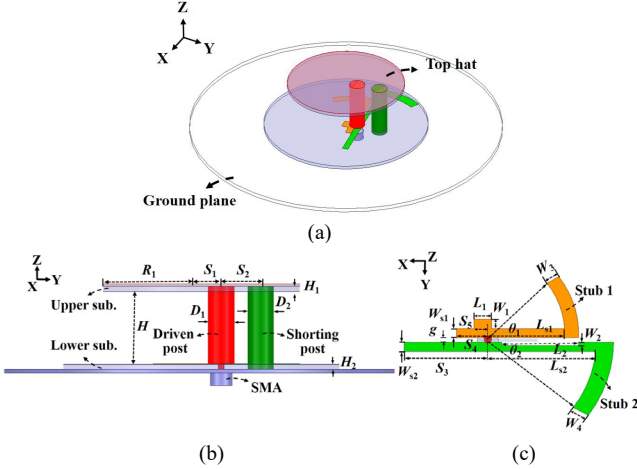 Z
Y
X
Top hat
Ground plane
(a)
Z
X Y
R1 S1 S2
H1
Upper sub.
D1 D2
H Driven post Shorting post
Lower sub.
H2
SMA
(b)
X Z
Y
W3
L1 W1 Stub 1
Ws1 S5 θ1 Ls1 W2
g
S4 θ2 L2
Ws2 S3 Ls2
Stub 2
W4
(c)